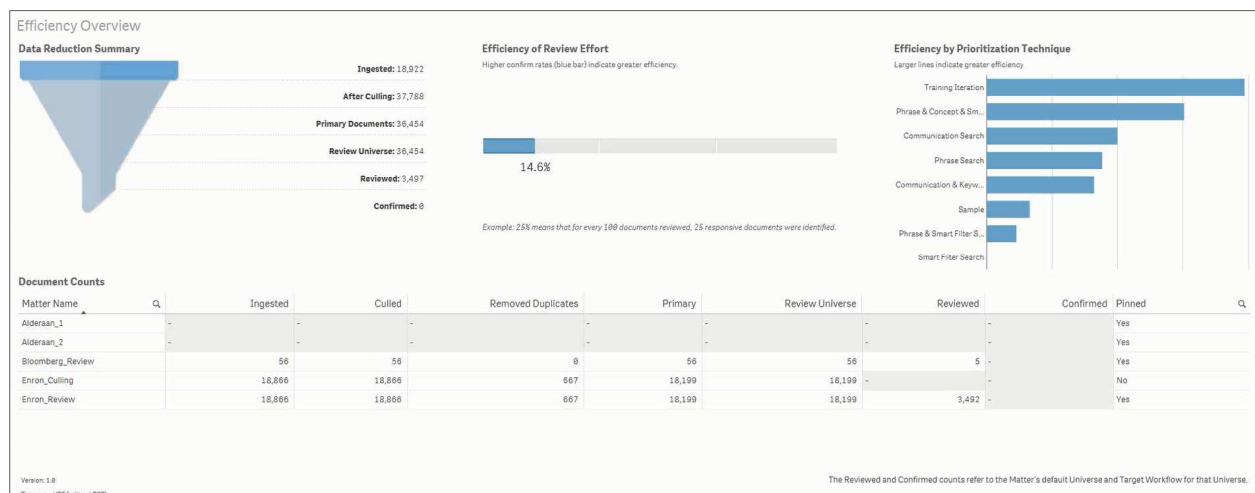 Efficiency Overview
Data Reduction Summary
Ingested: 18,922
After Culling: 37,788
Primary Documents: 36,454
Review Universe: 36,454
Reviewed: 3,497
Confirmed: 0
Efficiency of Review Effort
Higher confirm rates (blue bar) indicate greater efficiency.
14.6%
Example: 25% means that for every 100 documents reviewed, 25 responsive documents were identified.
Efficiency by Prioritization Technique
Larger lines indicate greater efficiency
Training Iteration
Phrase & Concept & Sm...
Communication Search
Phrase Search
Communication & Keyw...
Sample
Phrase & Smart Filter S...
Smart Filter Search
Document Counts
Matter Name Ingested Culled Removed Duplicates Primary Review Universe Reviewed Confirmed Pinned
Alderaan_1 - - - - - - - Yes
Alderaan_2 - - - - - - - Yes
Bloomberg_Review 56 56 0 56 56 5 - Yes
Enron_Culling 18,866 18,866 667 18,199 18,199 - - No
Enron_Review 18,866 18,866 667 18,199 18,199 3,492 - Yes
Version: 1.0
The Reviewed and Confirmed counts refer to the Matter's default Universe and Target Workflow for that Universe.